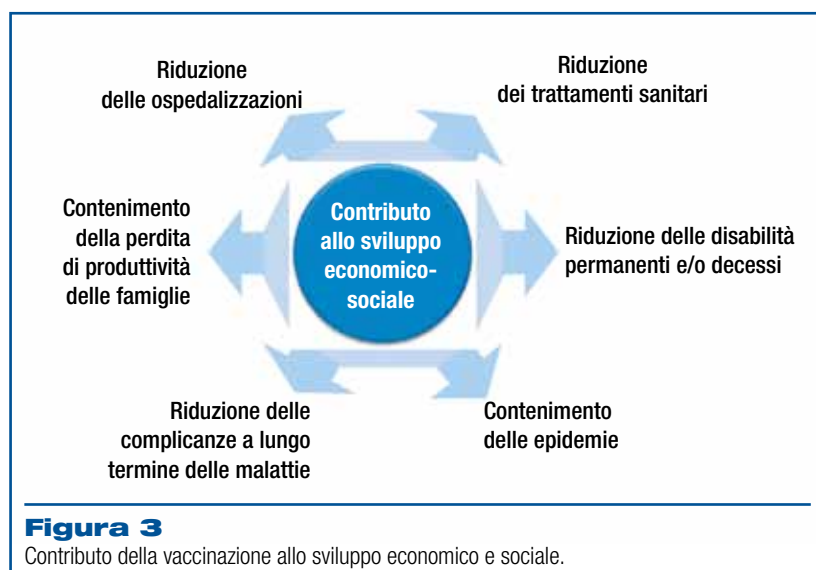 Riduzione
delle ospedalizzazioni
Riduzione
dei trattamenti sanitari
Contenimento
della perdita
di produttività
delle famiglie
Contributo
allo sviluppo
economico-
sociale
Riduzione delle disabilità
permanenti e/o decessi
Riduzione delle
complicanze a lungo
termine delle malattie
Contenimento
delle epidemie
Figura 3
Contributo della vaccinazione allo sviluppo economico e sociale.